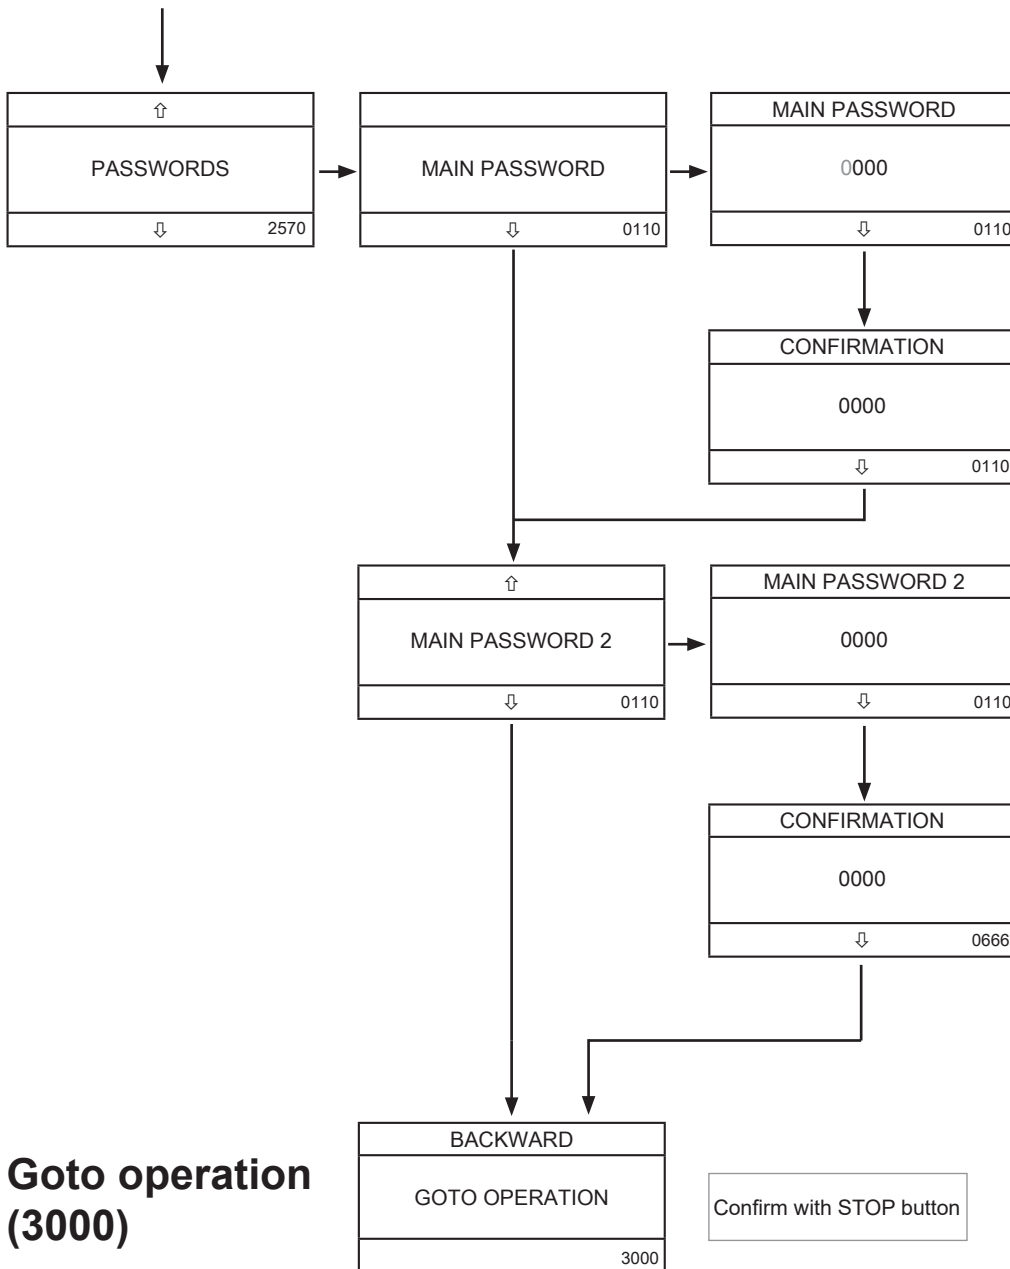 ⇧
PASSWORDS
⇩ 2570
MAIN PASSWORD
⇩ 0110
MAIN PASSWORD
0000
⇩ 0110
CONFIRMATION
0000
⇩ 0110
⇧
MAIN PASSWORD 2
⇩ 0110
MAIN PASSWORD 2
0000
⇩ 0110
CONFIRMATION
0000
⇩ 0666
Goto operation
(3000)
BACKWARD
GOTO OPERATION
3000
Confirm with STOP button